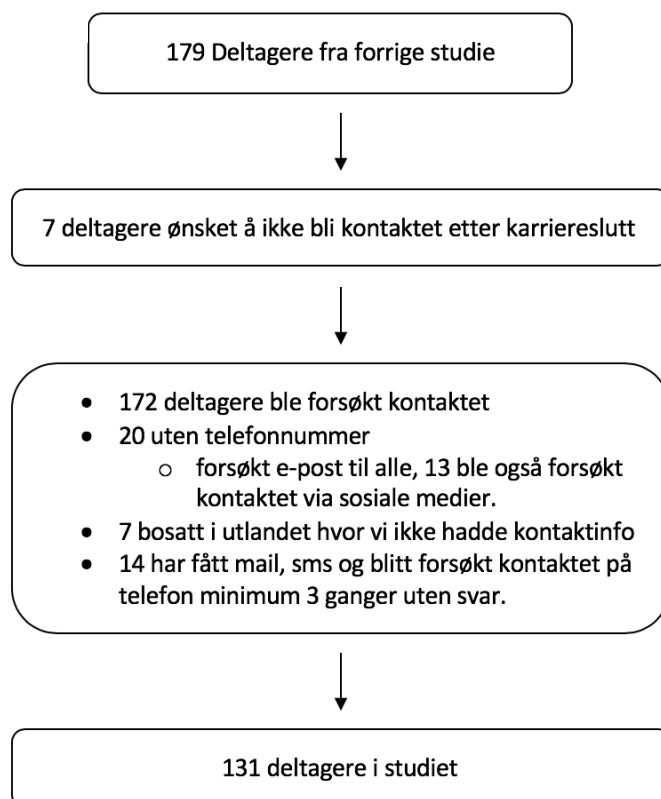 179 Deltagere fra forrige studie
7 deltagere ønsket å ikke bli kontaktet etter karriereslutt
• 172 deltagere ble forsøkt kontaktet
• 20 uten telefonnummer
o forsøkt e-post til alle, 13 ble også forsøkt
kontaktet via sosiale medier.
• 7 bosatt i utlandet hvor vi ikke hadde kontaktinfo
• 14 har fått mail, sms og blitt forsøkt kontaktet på
telefon minimum 3 ganger uten svar.
131 deltagere i studiet